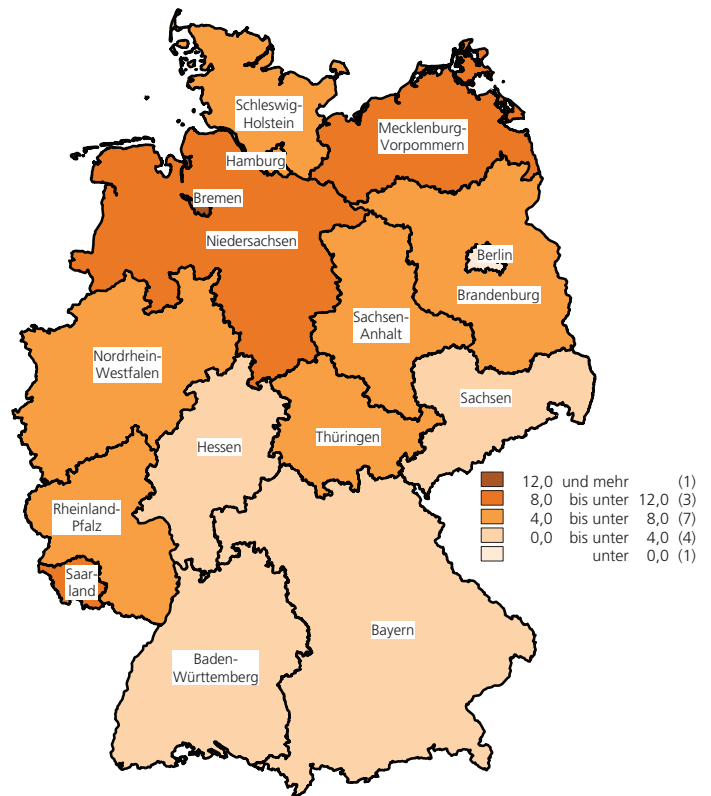 Schleswig-
Holstein
Mecklenburg-
Vorpommern
Hamburg
Bremen
Niedersachsen
Berlin
Brandenburg
Sachsen-
Anhalt
Nordrhein-
Westfalen
Sachsen
Hessen
Thüringen
12,0 und mehr (1)
8,0 bis unter 12,0 (3)
4,0 bis unter 8,0 (7)
0,0 bis unter 4,0 (4)
unter 0,0 (1)
Rheinland-
Pfalz
Saar-
land
Bayern
Baden-
Württemberg